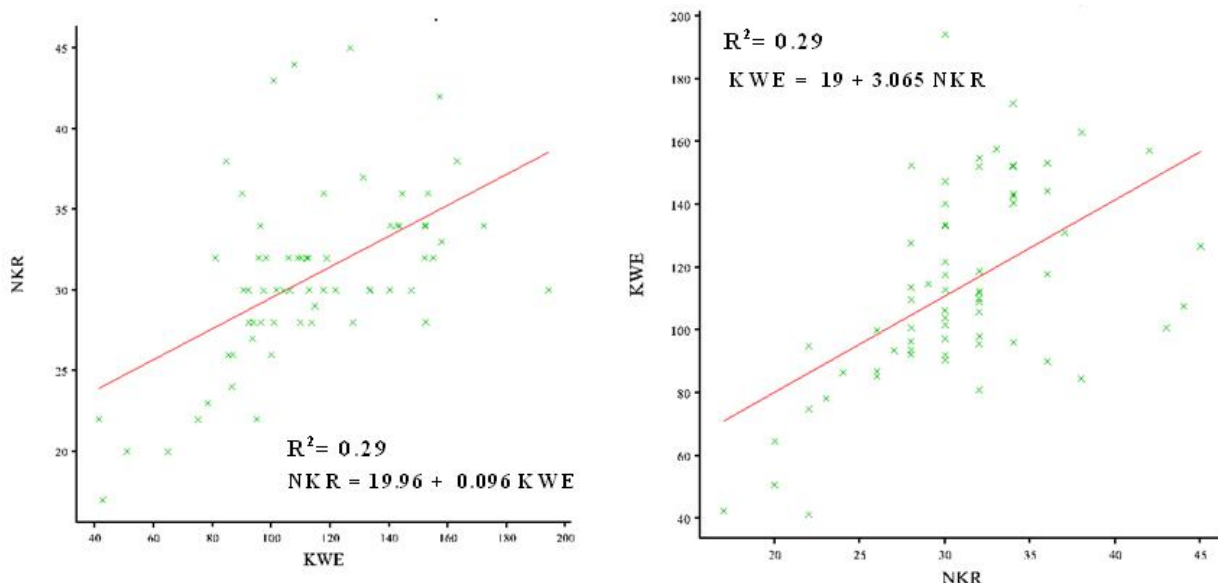 45
40
35
30
25
20
NKR
40 60 80 100 120 140 160 180 200
KWE
R²= 0.29
NKR = 19.96 + 0.096 KWE
200
180
160
140
120
100
80
60
40
KWE
20 25 30 35 40 45
NKR
R²= 0.29
KWE = 19 + 3.065 NKR